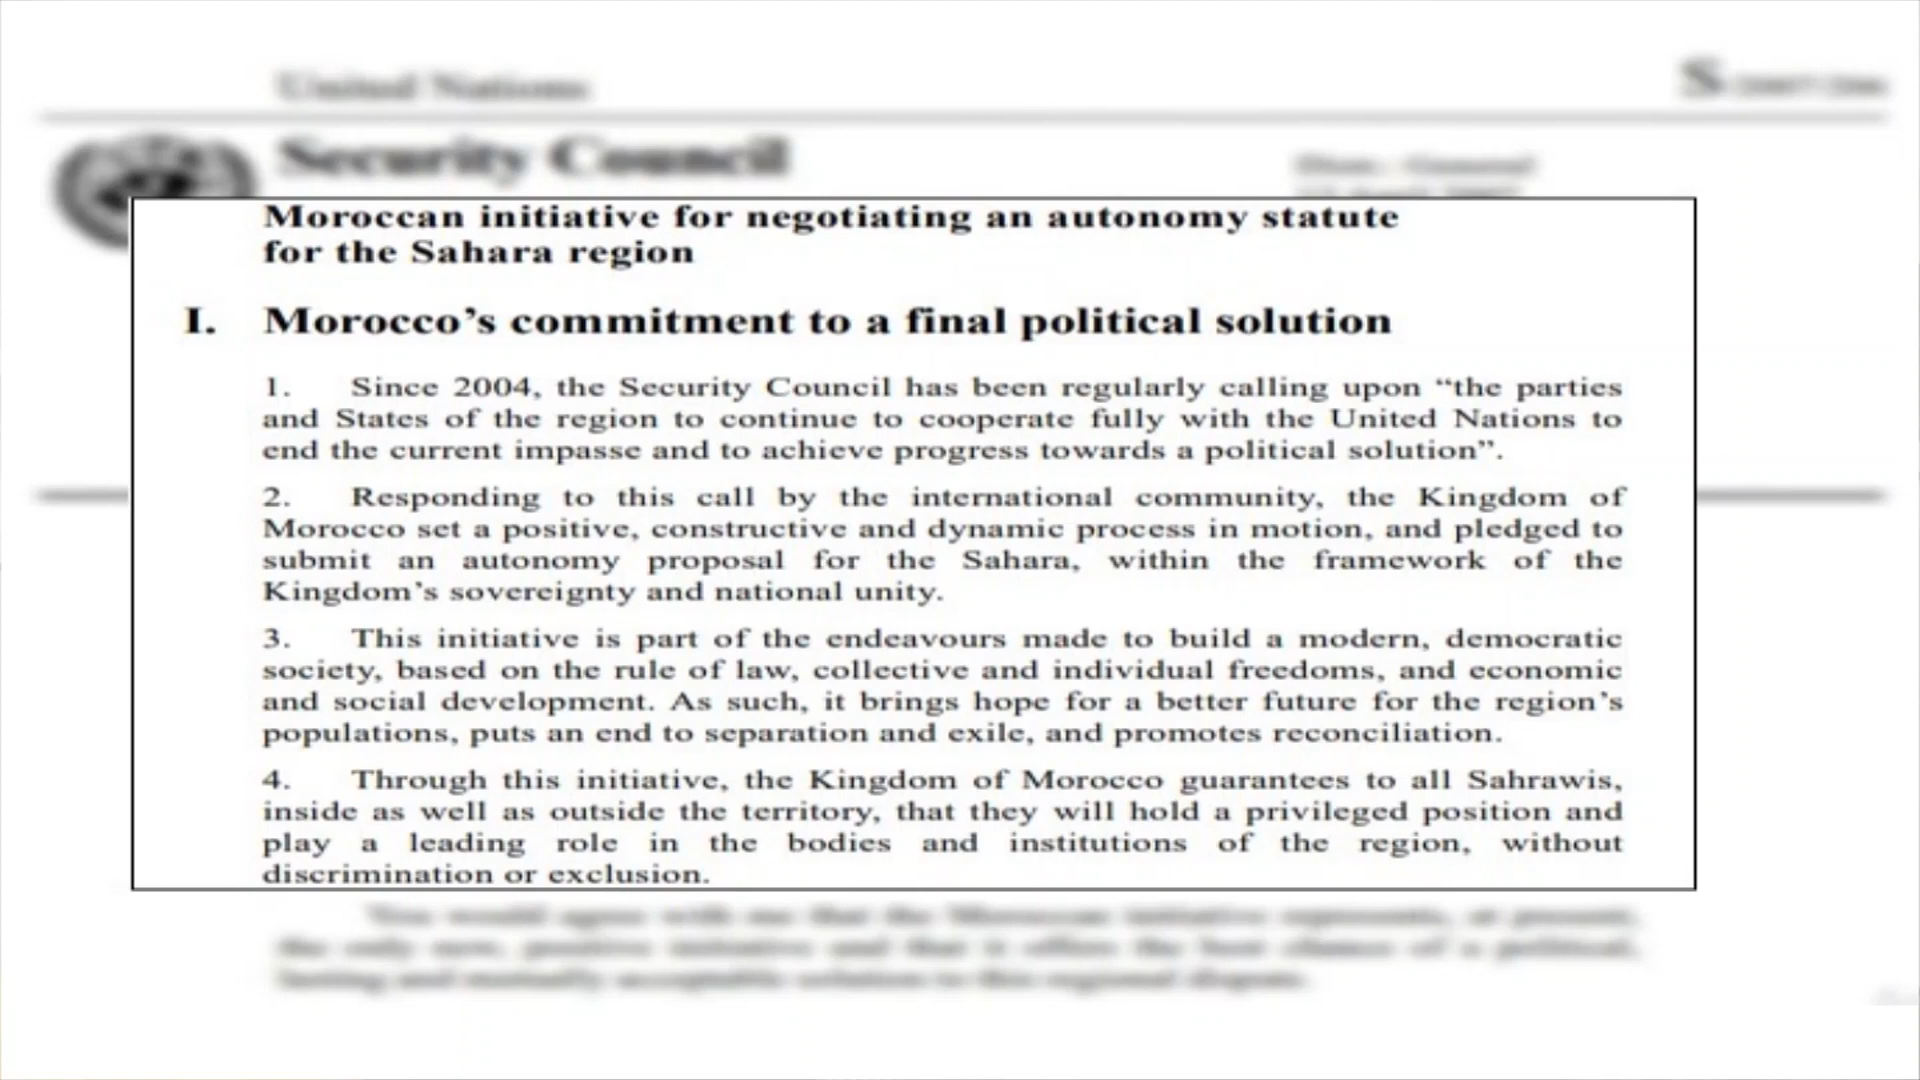 United Nations
S
Security Council
Moroccan initiative for negotiating an autonomy statute
for the Sahara region
I. Morocco’s commitment to a final political solution
1. Since 2004, the Security Council has been regularly calling upon “the parties
and States of the region to continue to cooperate fully with the United Nations to
end the current impasse and to achieve progress towards a political solution”.
2. Responding to this call by the international community, the Kingdom of
Morocco set a positive, constructive and dynamic process in motion, and pledged to
submit an autonomy proposal for the Sahara, within the framework of the
Kingdom’s sovereignty and national unity.
3. This initiative is part of the endeavours made to build a modern, democratic
society, based on the rule of law, collective and individual freedoms, and economic
and social development. As such, it brings hope for a better future for the region’s
populations, puts an end to separation and exile, and promotes reconciliation.
4. Through this initiative, the Kingdom of Morocco guarantees to all Sahrawis,
inside as well as outside the territory, that they will hold a privileged position and
play a leading role in the bodies and institutions of the region, without
discrimination or exclusion.